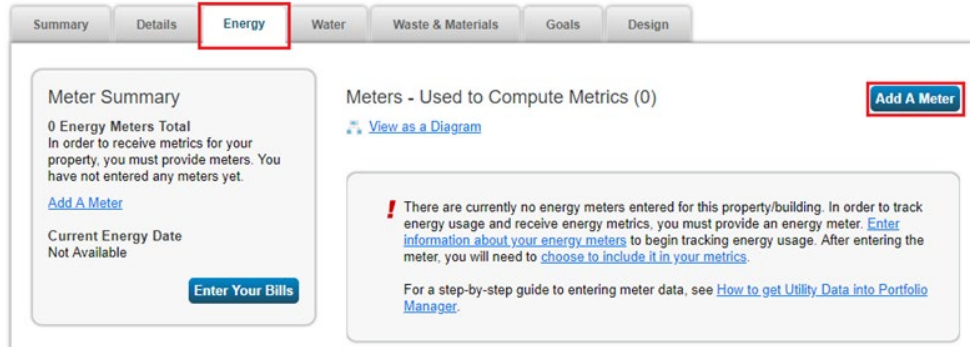 Summary Details Energy Water Waste & Materials Goals Design
Meter Summary
0 Energy Meters Total
In order to receive metrics for your
property, you must provide meters. You
have not entered any meters yet.
Add A Meter
Current Energy Date
Not Available
Enter Your Bills
Meters - Used to Compute Metrics (0)
Add A Meter
View as a Diagram
! There are currently no energy meters entered for this property/building. In order to track
energy usage and receive energy metrics, you must provide an energy meter. Enter
information about your energy meters to begin tracking energy usage. After entering the
meter, you will need to choose to include it in your metrics.
For a step-by-step guide to entering meter data, see How to get Utility Data into Portfolio
Manager.